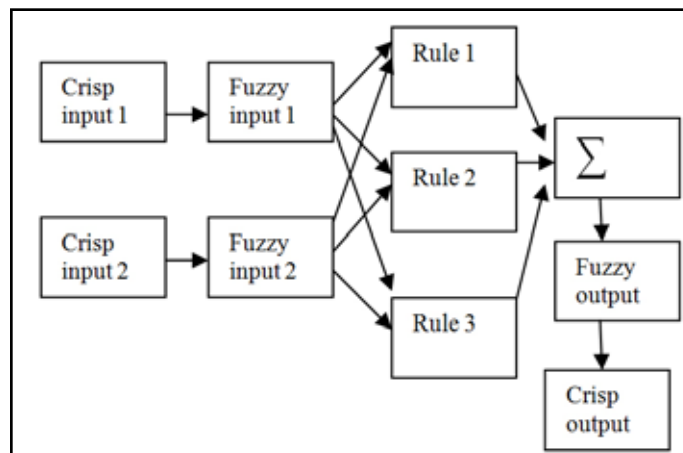 Crisp
input 1
Fuzzy
input 1
Rule 1
Rule 2
∑
Crisp
input 2
Fuzzy
input 2
Rule 3
Fuzzy
output
Crisp
output